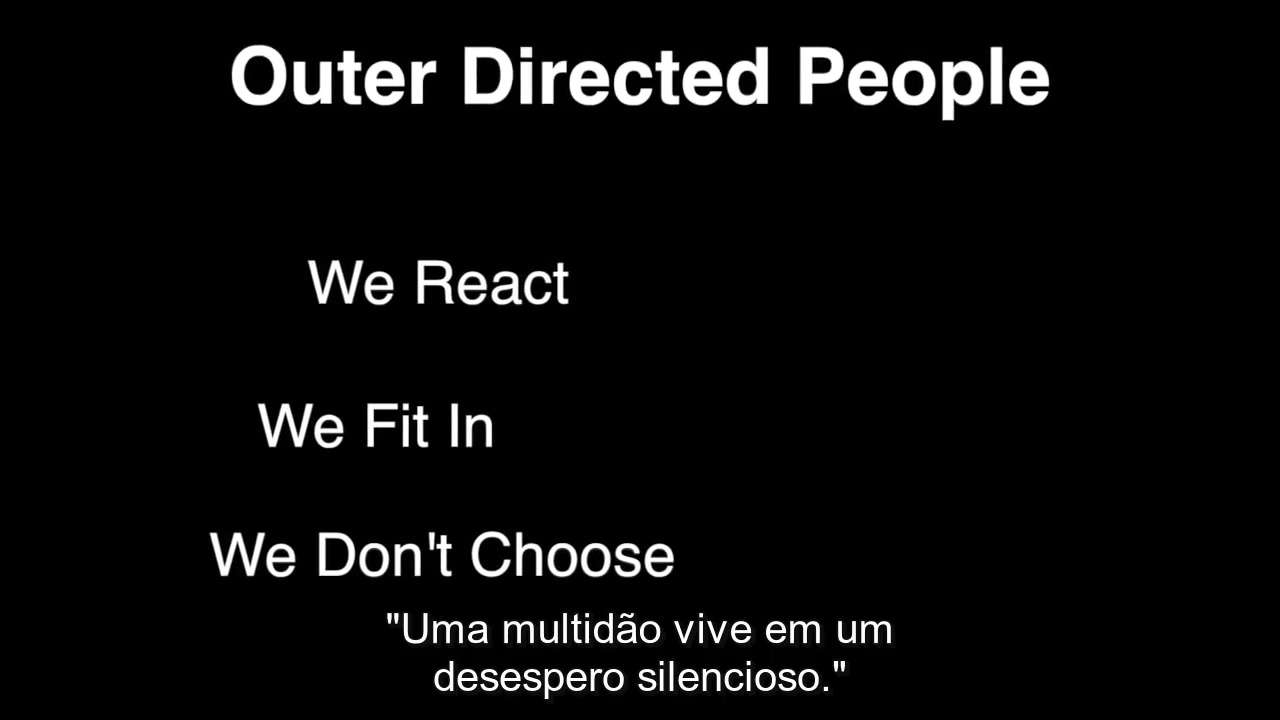 Outer Directed People
We React
We Fit In
We Don't Choose
"Uma multidão vive em um
desespero silencioso."